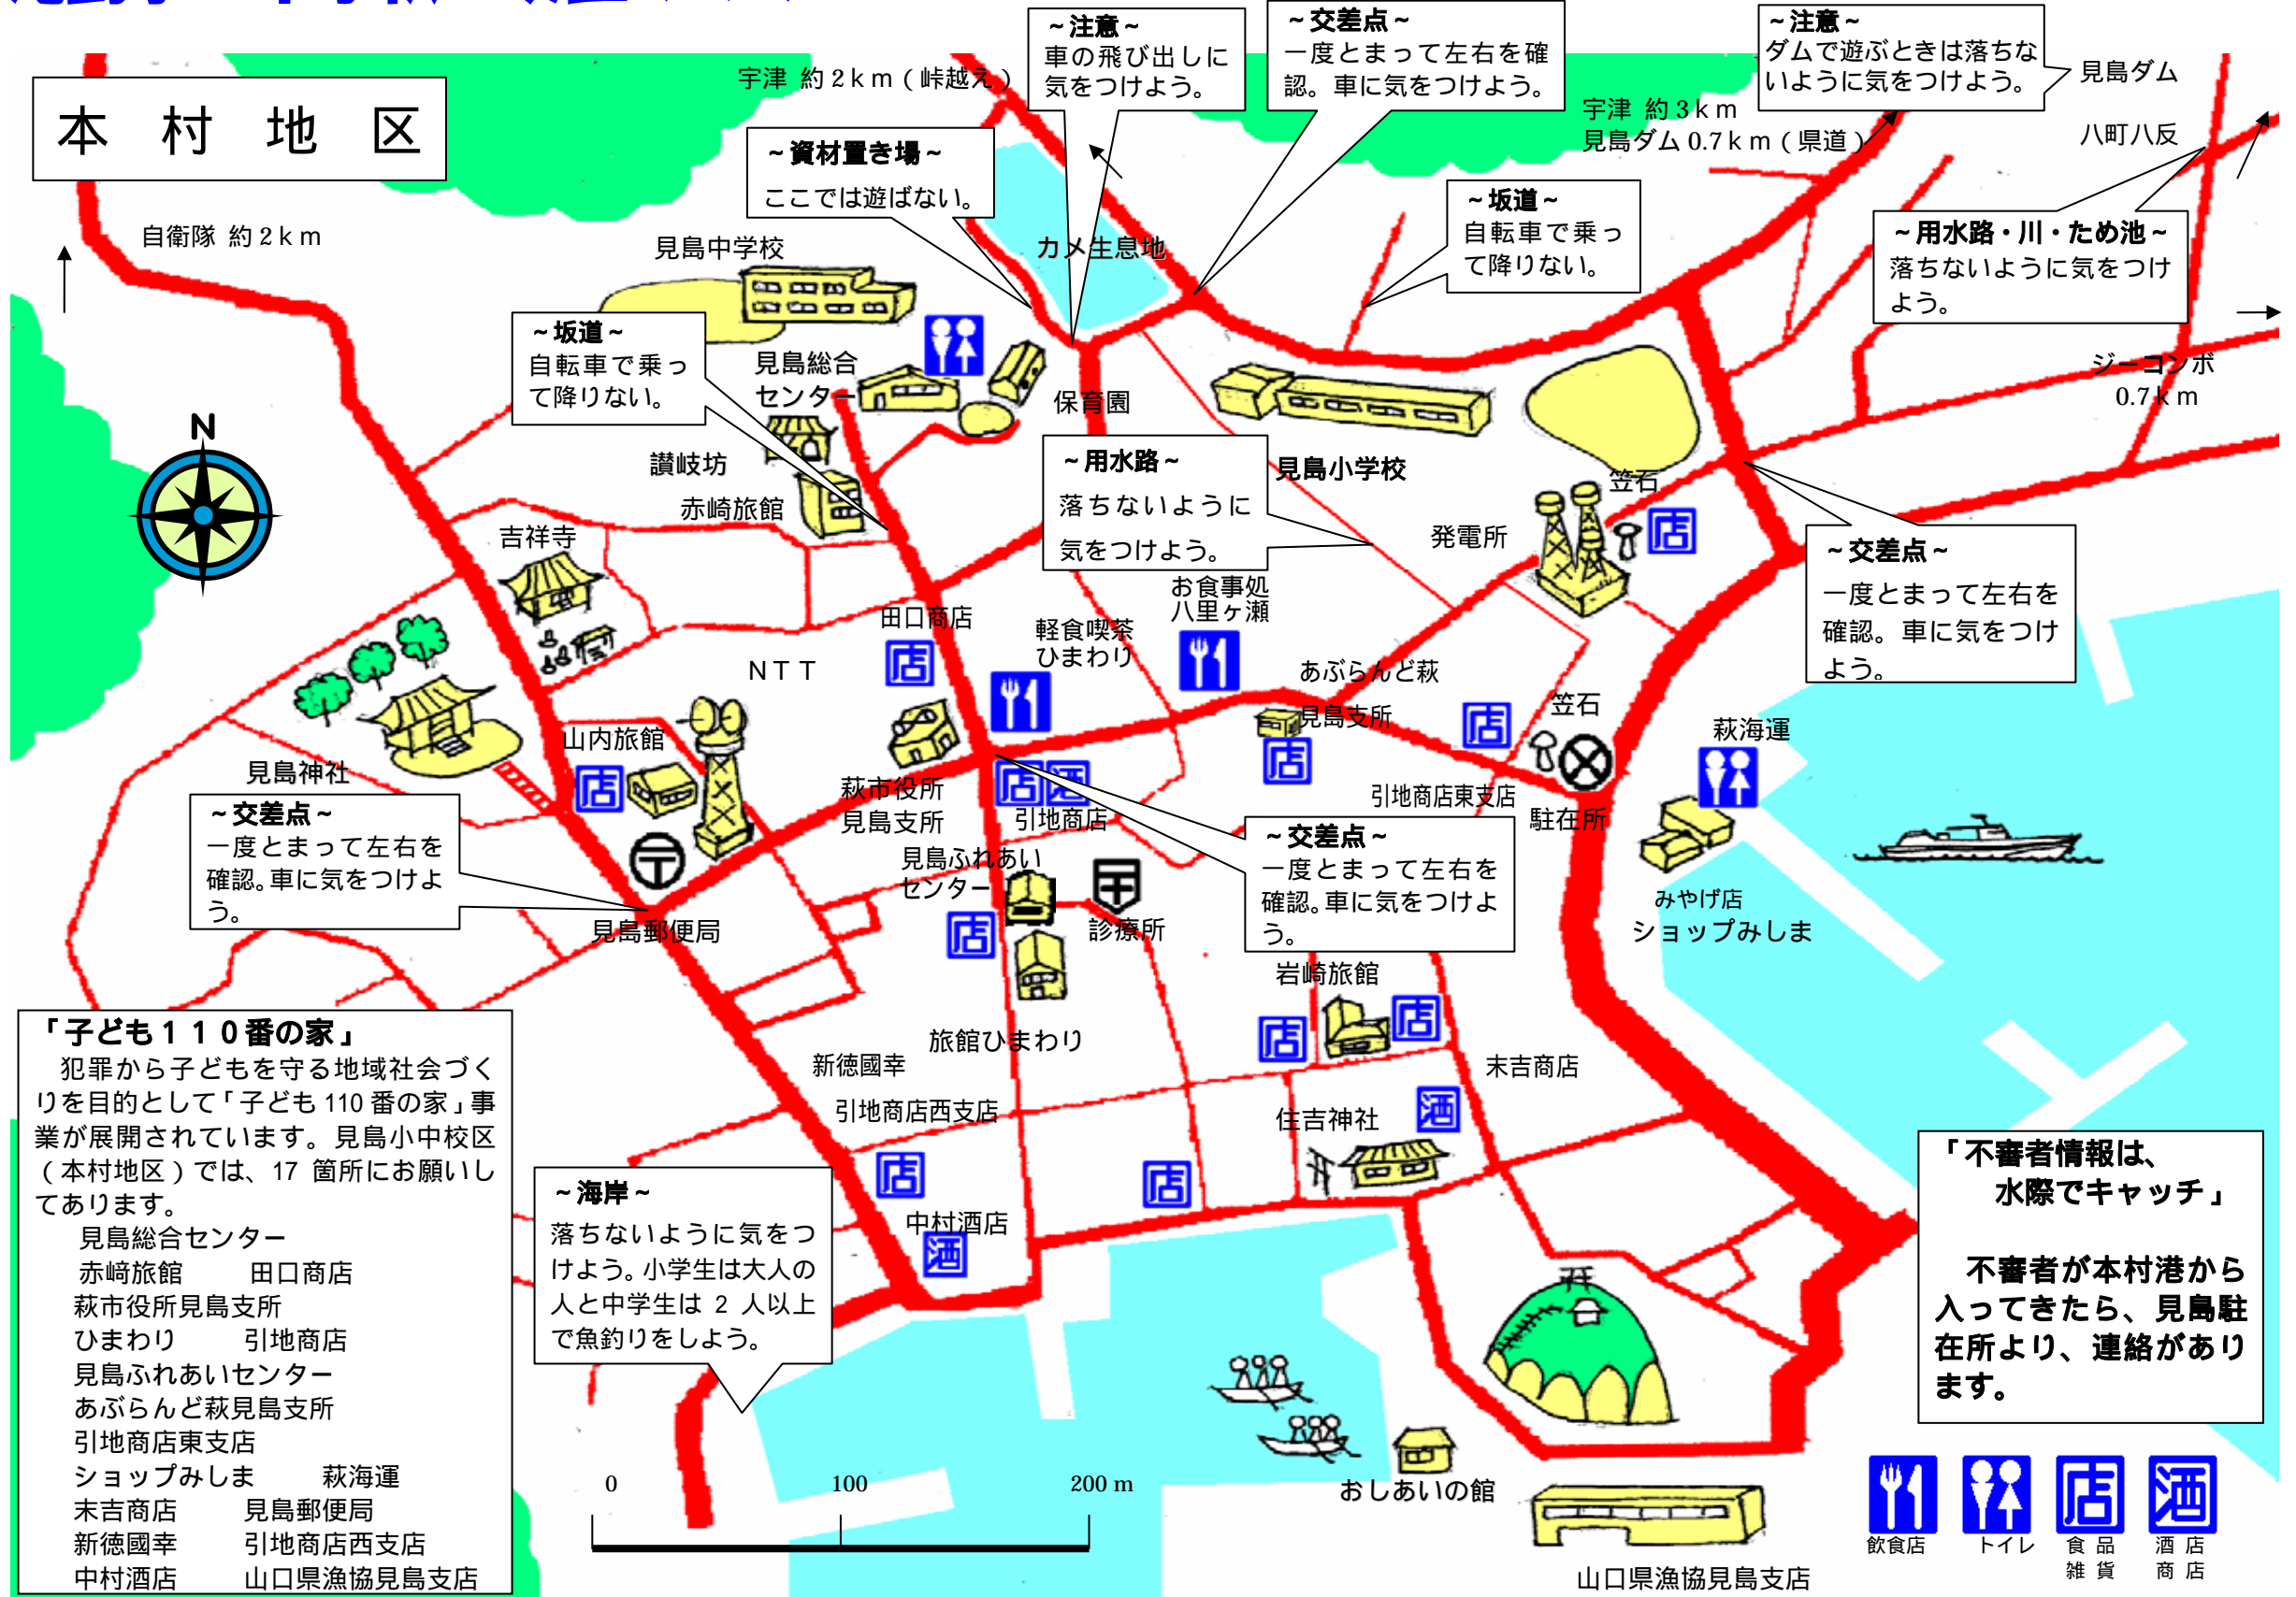 本村地区
自衛隊 約2km
宇津 約2km(峠越え)
~注意~
車の飛び出しに
気をつけよう。
~交差点~
一度とまって左右を確
認。車に気をつけよう。
~注意~
ダムで遊ぶときは落ちな
いように気をつけよう。
見島ダム
宇津 約3km
見島ダム0.7km(県道)
八町八反
~資材置き場~
ここでは遊ばない。
~坂道~
自転車で乗っ
て降りない。
~用水路・川・ため池~
落ちないように気をつけ
よう。
カメ生息地
見島中学校
~坂道~
自転車で乗っ
て降りない。
見島総合
センター
保育園
ジーコンボ
0.7km
N
讃岐坊
赤崎旅館
~用水路~
落ちないように
気をつけよう。
見島小学校
笠石
店
発電所
吉祥寺
~交差点~
一度とまって左右を
確認。車に気をつけ
よう。
お食事処
八里ヶ瀬
田口商店
店
軽食喫茶
ひまわり
NTT
あぶらんど萩
見島支所
店
店
笠石
萩海運
山内旅館
店
見島神社
萩市役所
見島支所
店
酒
引地商店
引地商店東支店
駐在所
~交差点~
一度とまって左右を
確認。車に気をつけよ
う。
見島郵便局
見島ふれあい
センター
店
診療所
~交差点~
一度とまって左右を
確認。車に気をつけよ
う。
みやげ店
ショップみしま
岩崎旅館
店
店
旅館ひまわり
新徳國幸
引地商店西支店
店
末吉商店
酒
住吉神社
店
中村酒店
酒
「子ども110番の家」
犯罪から子どもを守る地域社会づく
りを目的として「子ども110番の家」事
業が展開されています。見島小中校区
(本村地区)では、17 箇所にお願いし
てあります。
見島総合センター
赤﨑旅館 田口商店
萩市役所見島支所
ひまわり 引地商店
見島ふれあいセンター
あぶらんど萩見島支所
引地商店東支店
ショップみしま 萩海運
末吉商店 見島郵便局
新徳國幸 引地商店西支店
中村酒店 山口県漁協見島支店
~海岸~
落ちないように気をつ
けよう。小学生は大人の
人と中学生は 2 人以上
で魚釣りをしよう。
「不審者情報は、
水際でキャッチ」
不審者が本村港から
入ってきたら、見島駐
在所より、連絡があり
ます。
0 100 200 m
おしあいの館
山口県漁協見島支店
店
酒
飲食店 トイレ 食品 酒店
雑貨 商店